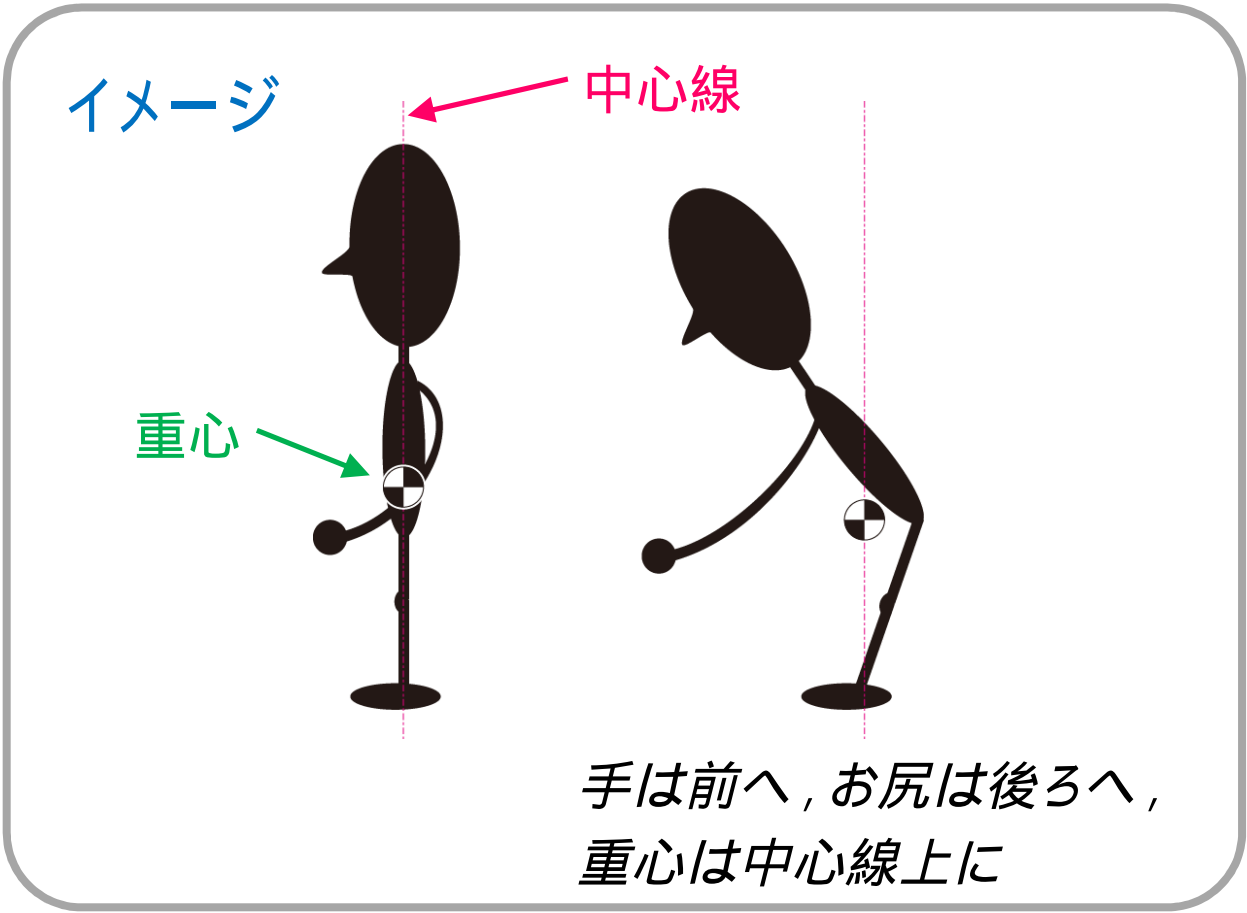 イメージ
中心線
重心
手は前へ , お尻は後ろへ ,
重心は中心線上に